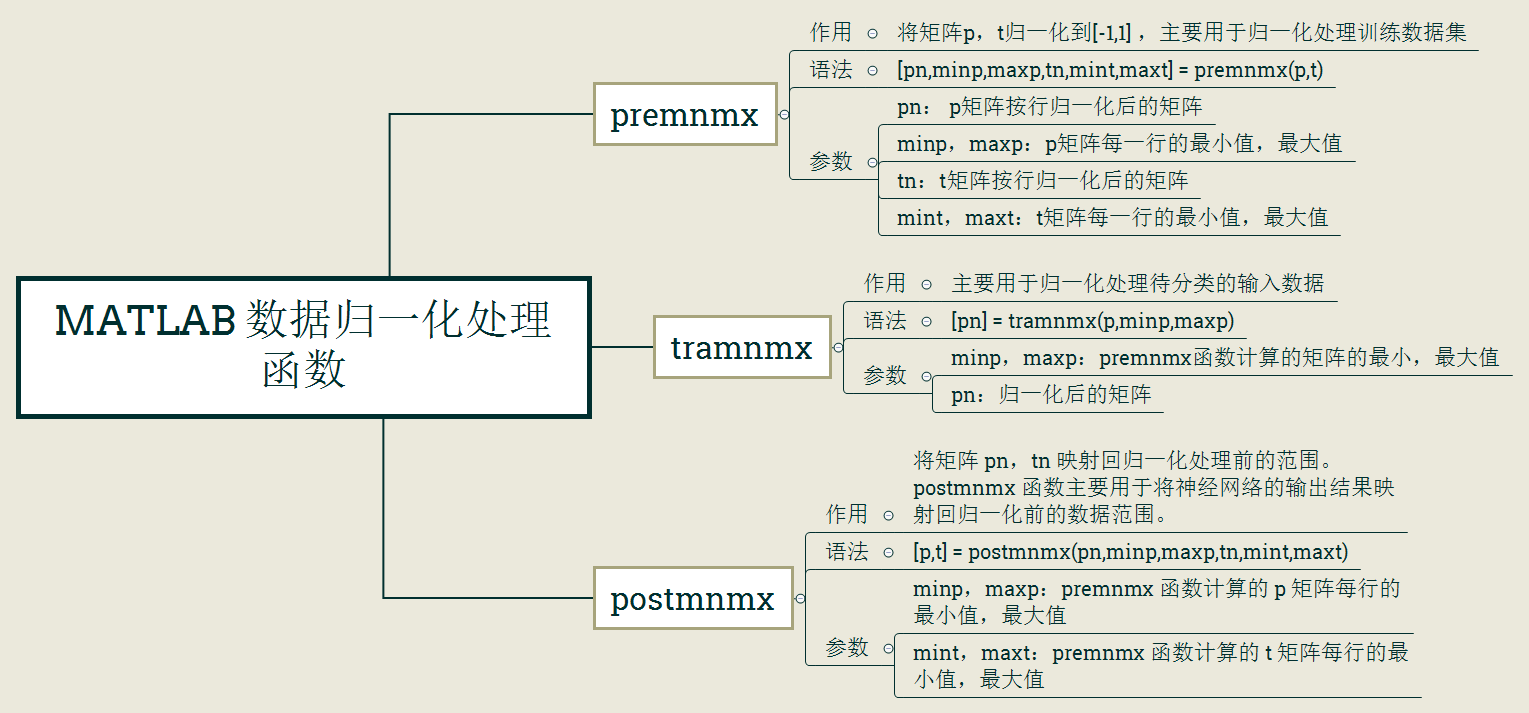 MATLAB 数据归一化处理
函数
premnmx
作用
将矩阵p，t归一化到[-1,1] ，主要用于归一化处理训练数据集
语法
[pn,minp,maxp,tn,mint,maxt] = premnmx(p,t)
参数
pn： p矩阵按行归一化后的矩阵
minp，maxp：p矩阵每一行的最小值，最大值
tn：t矩阵按行归一化后的矩阵
mint，maxt：t矩阵每一行的最小值，最大值
tramnmx
作用
主要用于归一化处理待分类的输入数据
语法
[pn] = tramnmx(p,minp,maxp)
参数
minp，maxp：premnmx函数计算的矩阵的最小，最大值
pn：归一化后的矩阵
postmnmx
作用
将矩阵 pn，tn 映射回归一化处理前的范围。
postmnmx 函数主要用于将神经网络的输出结果映
射回归一化前的数据范围。
语法
[p,t] = postmnmx(pn,minp,maxp,tn,mint,maxt)
参数
minp，maxp：premnmx 函数计算的 p 矩阵每行的
最小值，最大值
mint，maxt：premnmx 函数计算的 t 矩阵每行的最
小值，最大值